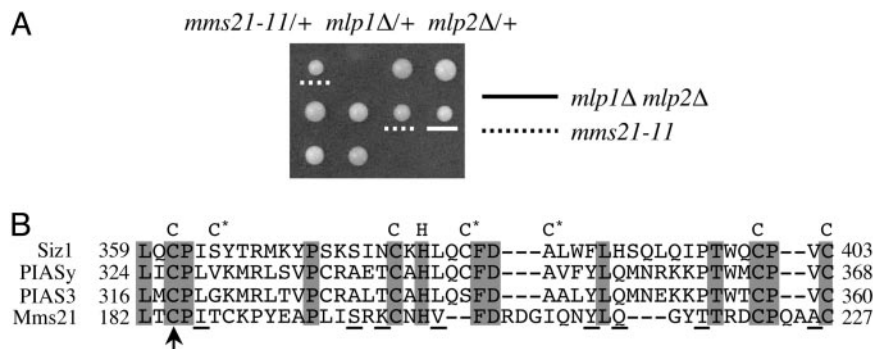 A
mms21-11/+ mlp1Δ/+ mlp2Δ/+
mlp1Δ mlp2Δ
mms21-11
B
C C* C H C* C* C C
Siz1 359 LQCPISYTRMKYPSKSINCKHLQCFD---ALWFLHSQLQIPTWQCP--VC 403
PIASy 324 LICPLVKMRLSVPCRAETCAHLQCFD---AVFYLQMNRKKPTWMCP--VC 368
PIAS3 316 LMCPLGKMRLTVPCRALTCAHLQSFD---AALYLQMNEKKPTWTCP--VC 360
Mms21 182 LTCPITCKPYEAPLISRKCNHV--FDRDGIQNYLQ---GYTTRDCPQAAC 227